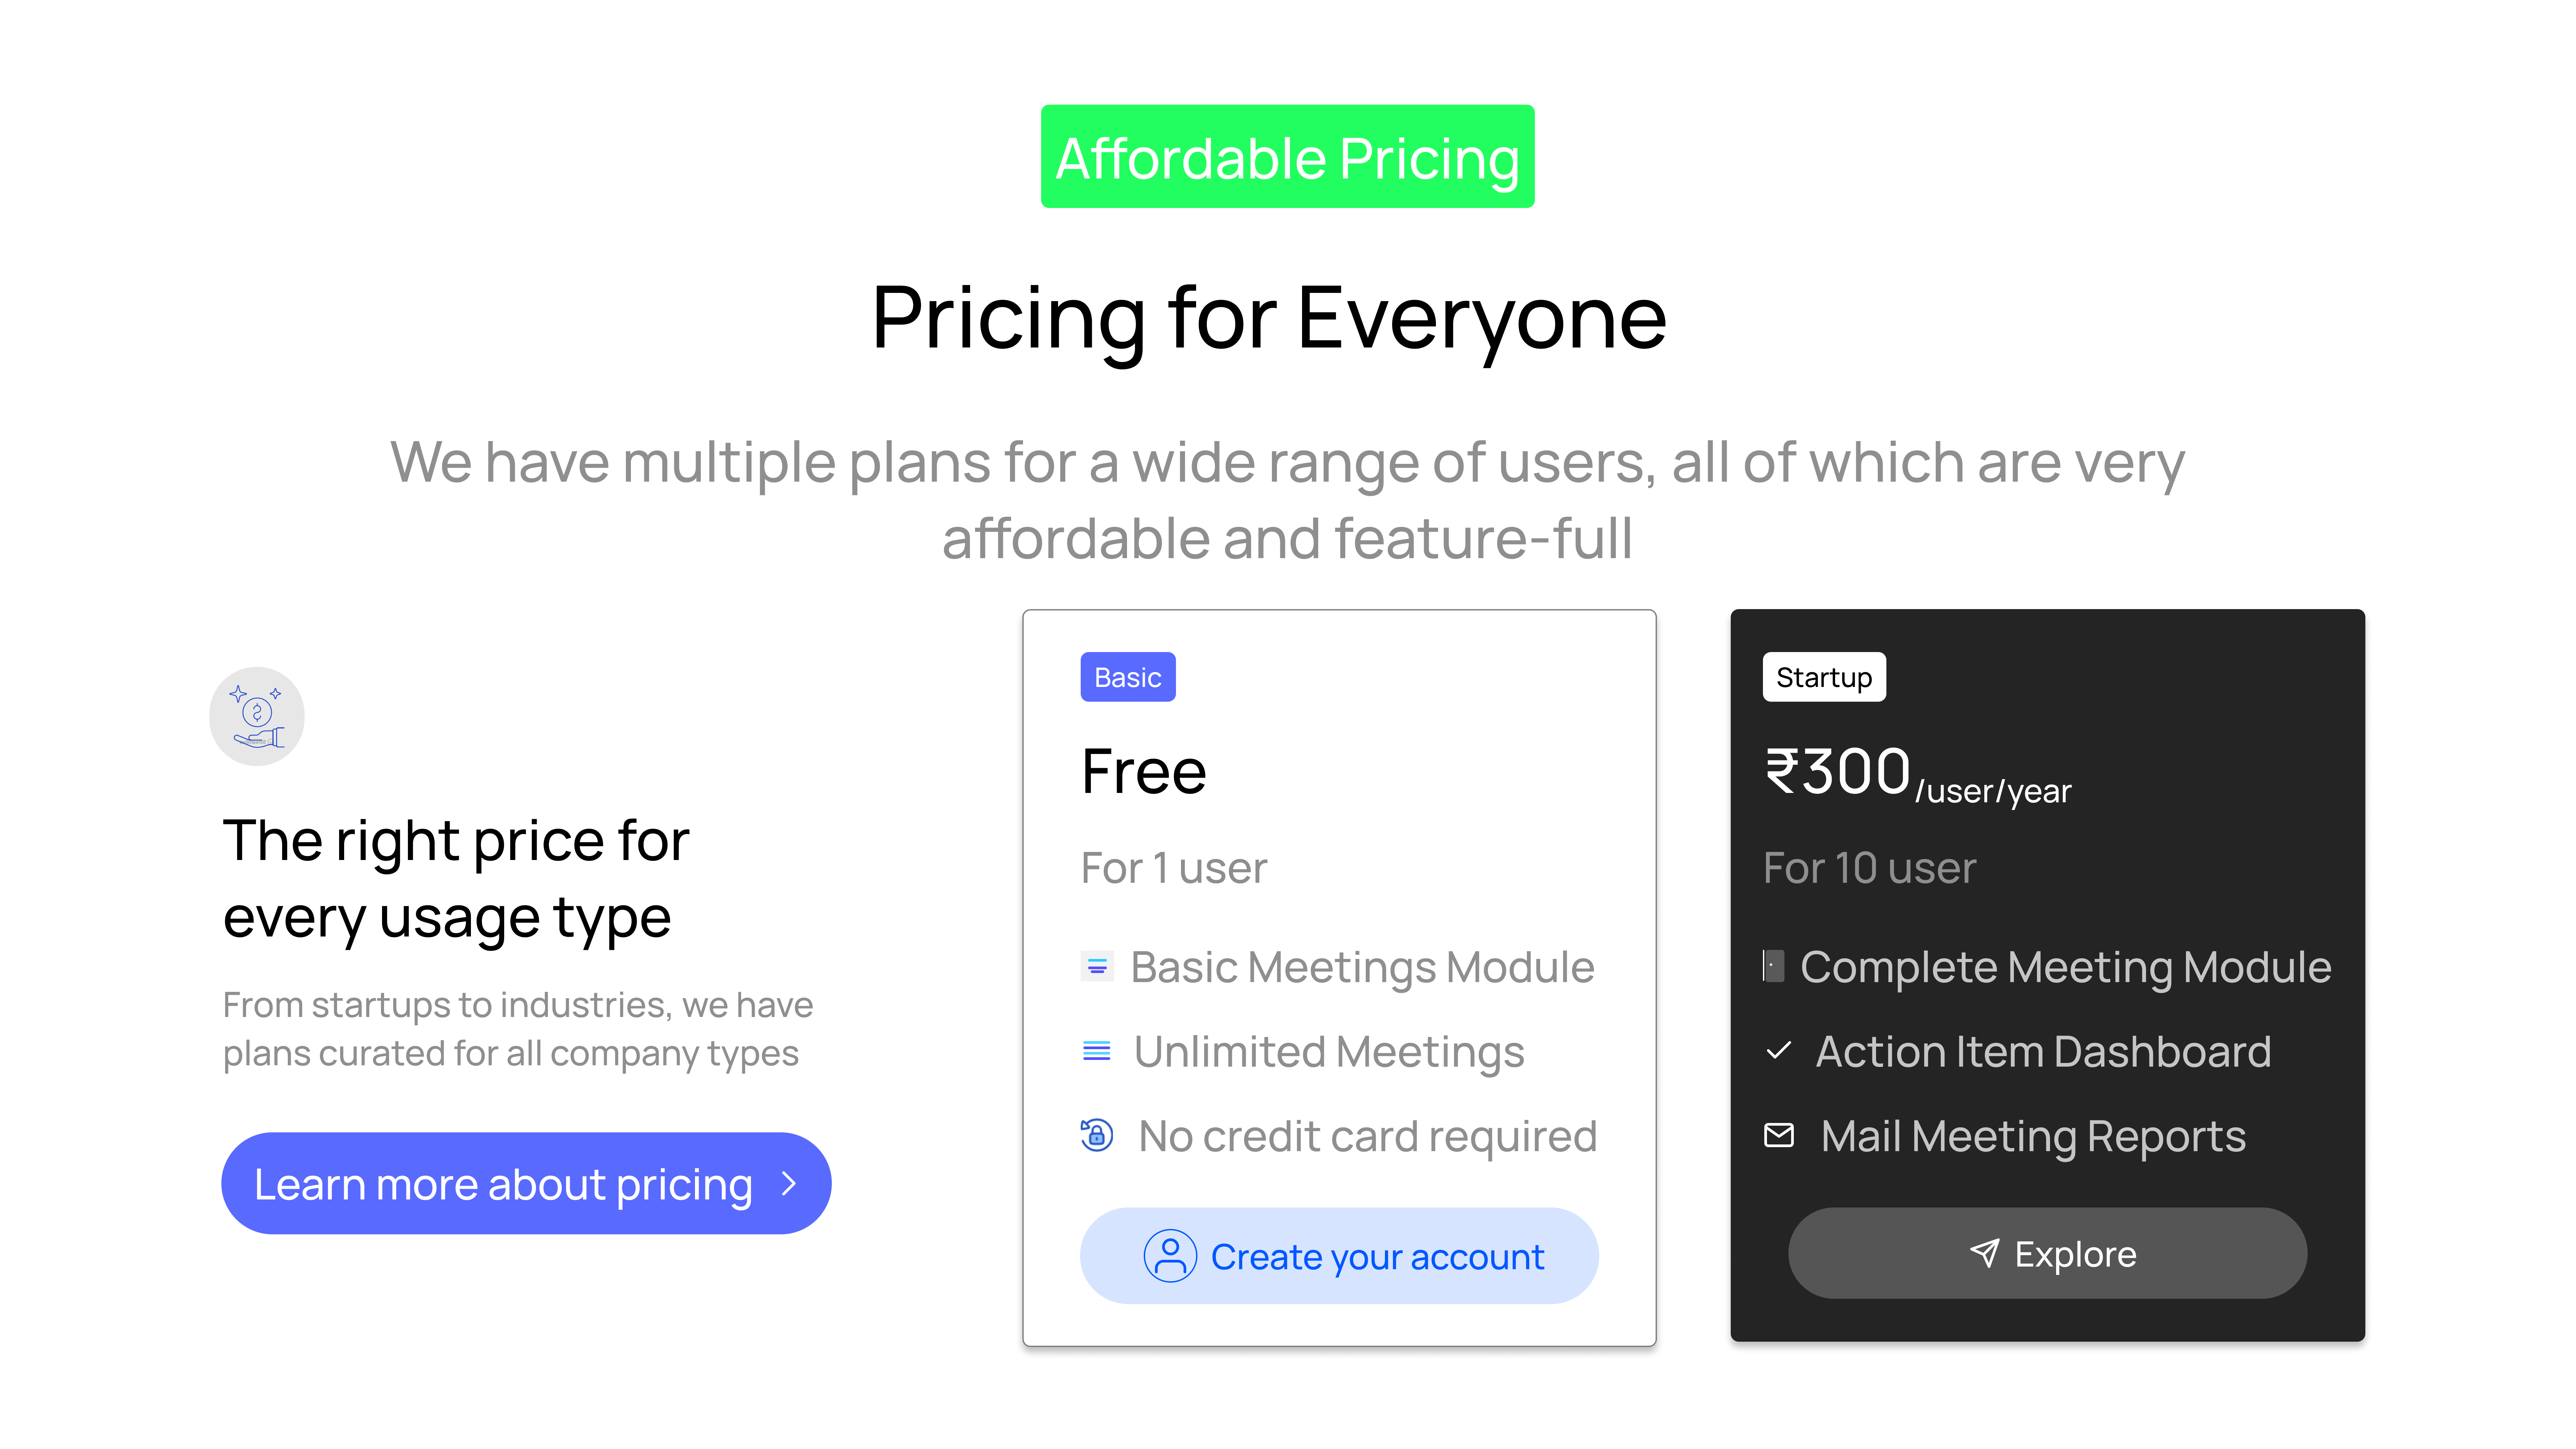 Affordable Pricing
Pricing for Everyone
We have multiple plans for a wide range of users, all of which are very
affordable and feature-full
The right price for
every usage type
From startups to industries, we have
plans curated for all company types
Learn more about pricing
Basic
Free
For 1 user
Basic Meetings Module
Unlimited Meetings
No credit card required
Create your account
Startup
₹300/user/year
For 10 user
Complete Meeting Module
Action Item Dashboard
Mail Meeting Reports
Explore